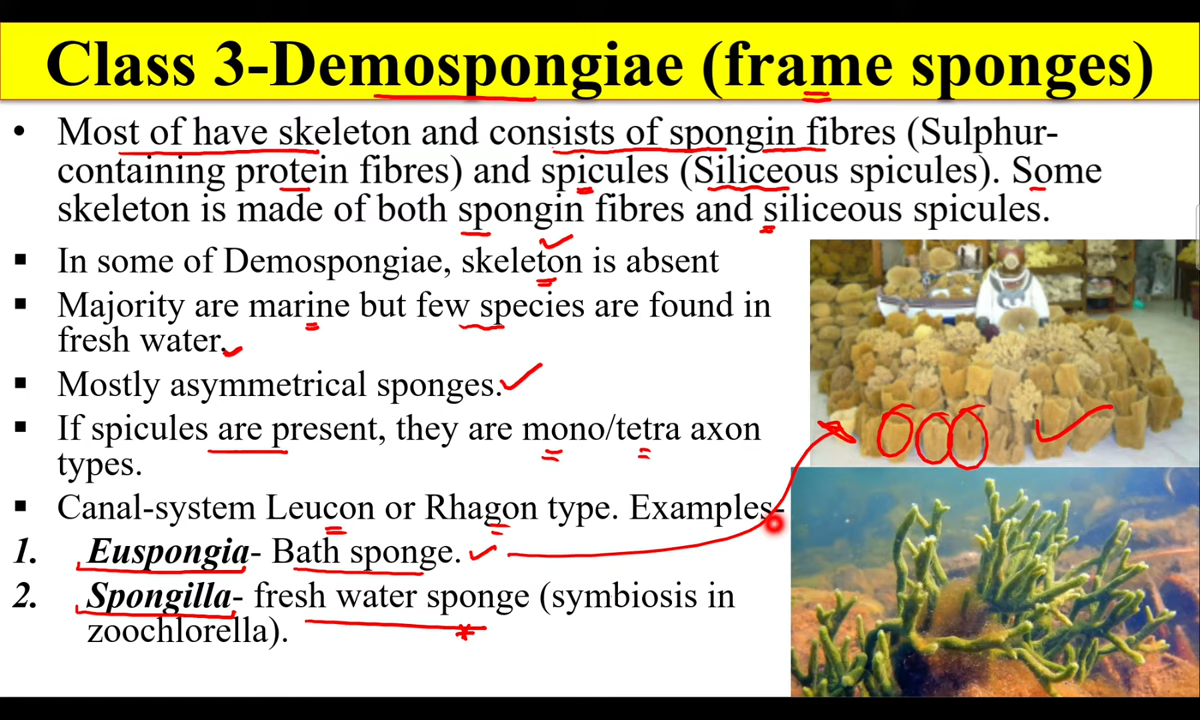 Class 3-Demospongiae (frame sponges)
• Most of have skeleton and consists of spongin fibres (Sulphur-
containing protein fibres) and spicules (Siliceous spicules). Some
skeleton is made of both spongin fibres and siliceous spicules.
▪ In some of Demospongiae, skeleton is absent
▪ Majority are marine but few species are found in
fresh water.
▪ Mostly asymmetrical sponges.
▪ If spicules are present, they are mono/tetra axon
types.
▪ Canal-system Leucon or Rhagon type. Examples-
1. Euspongia- Bath sponge.
2. Spongilla- fresh water sponge (symbiosis in
zoochlorella).